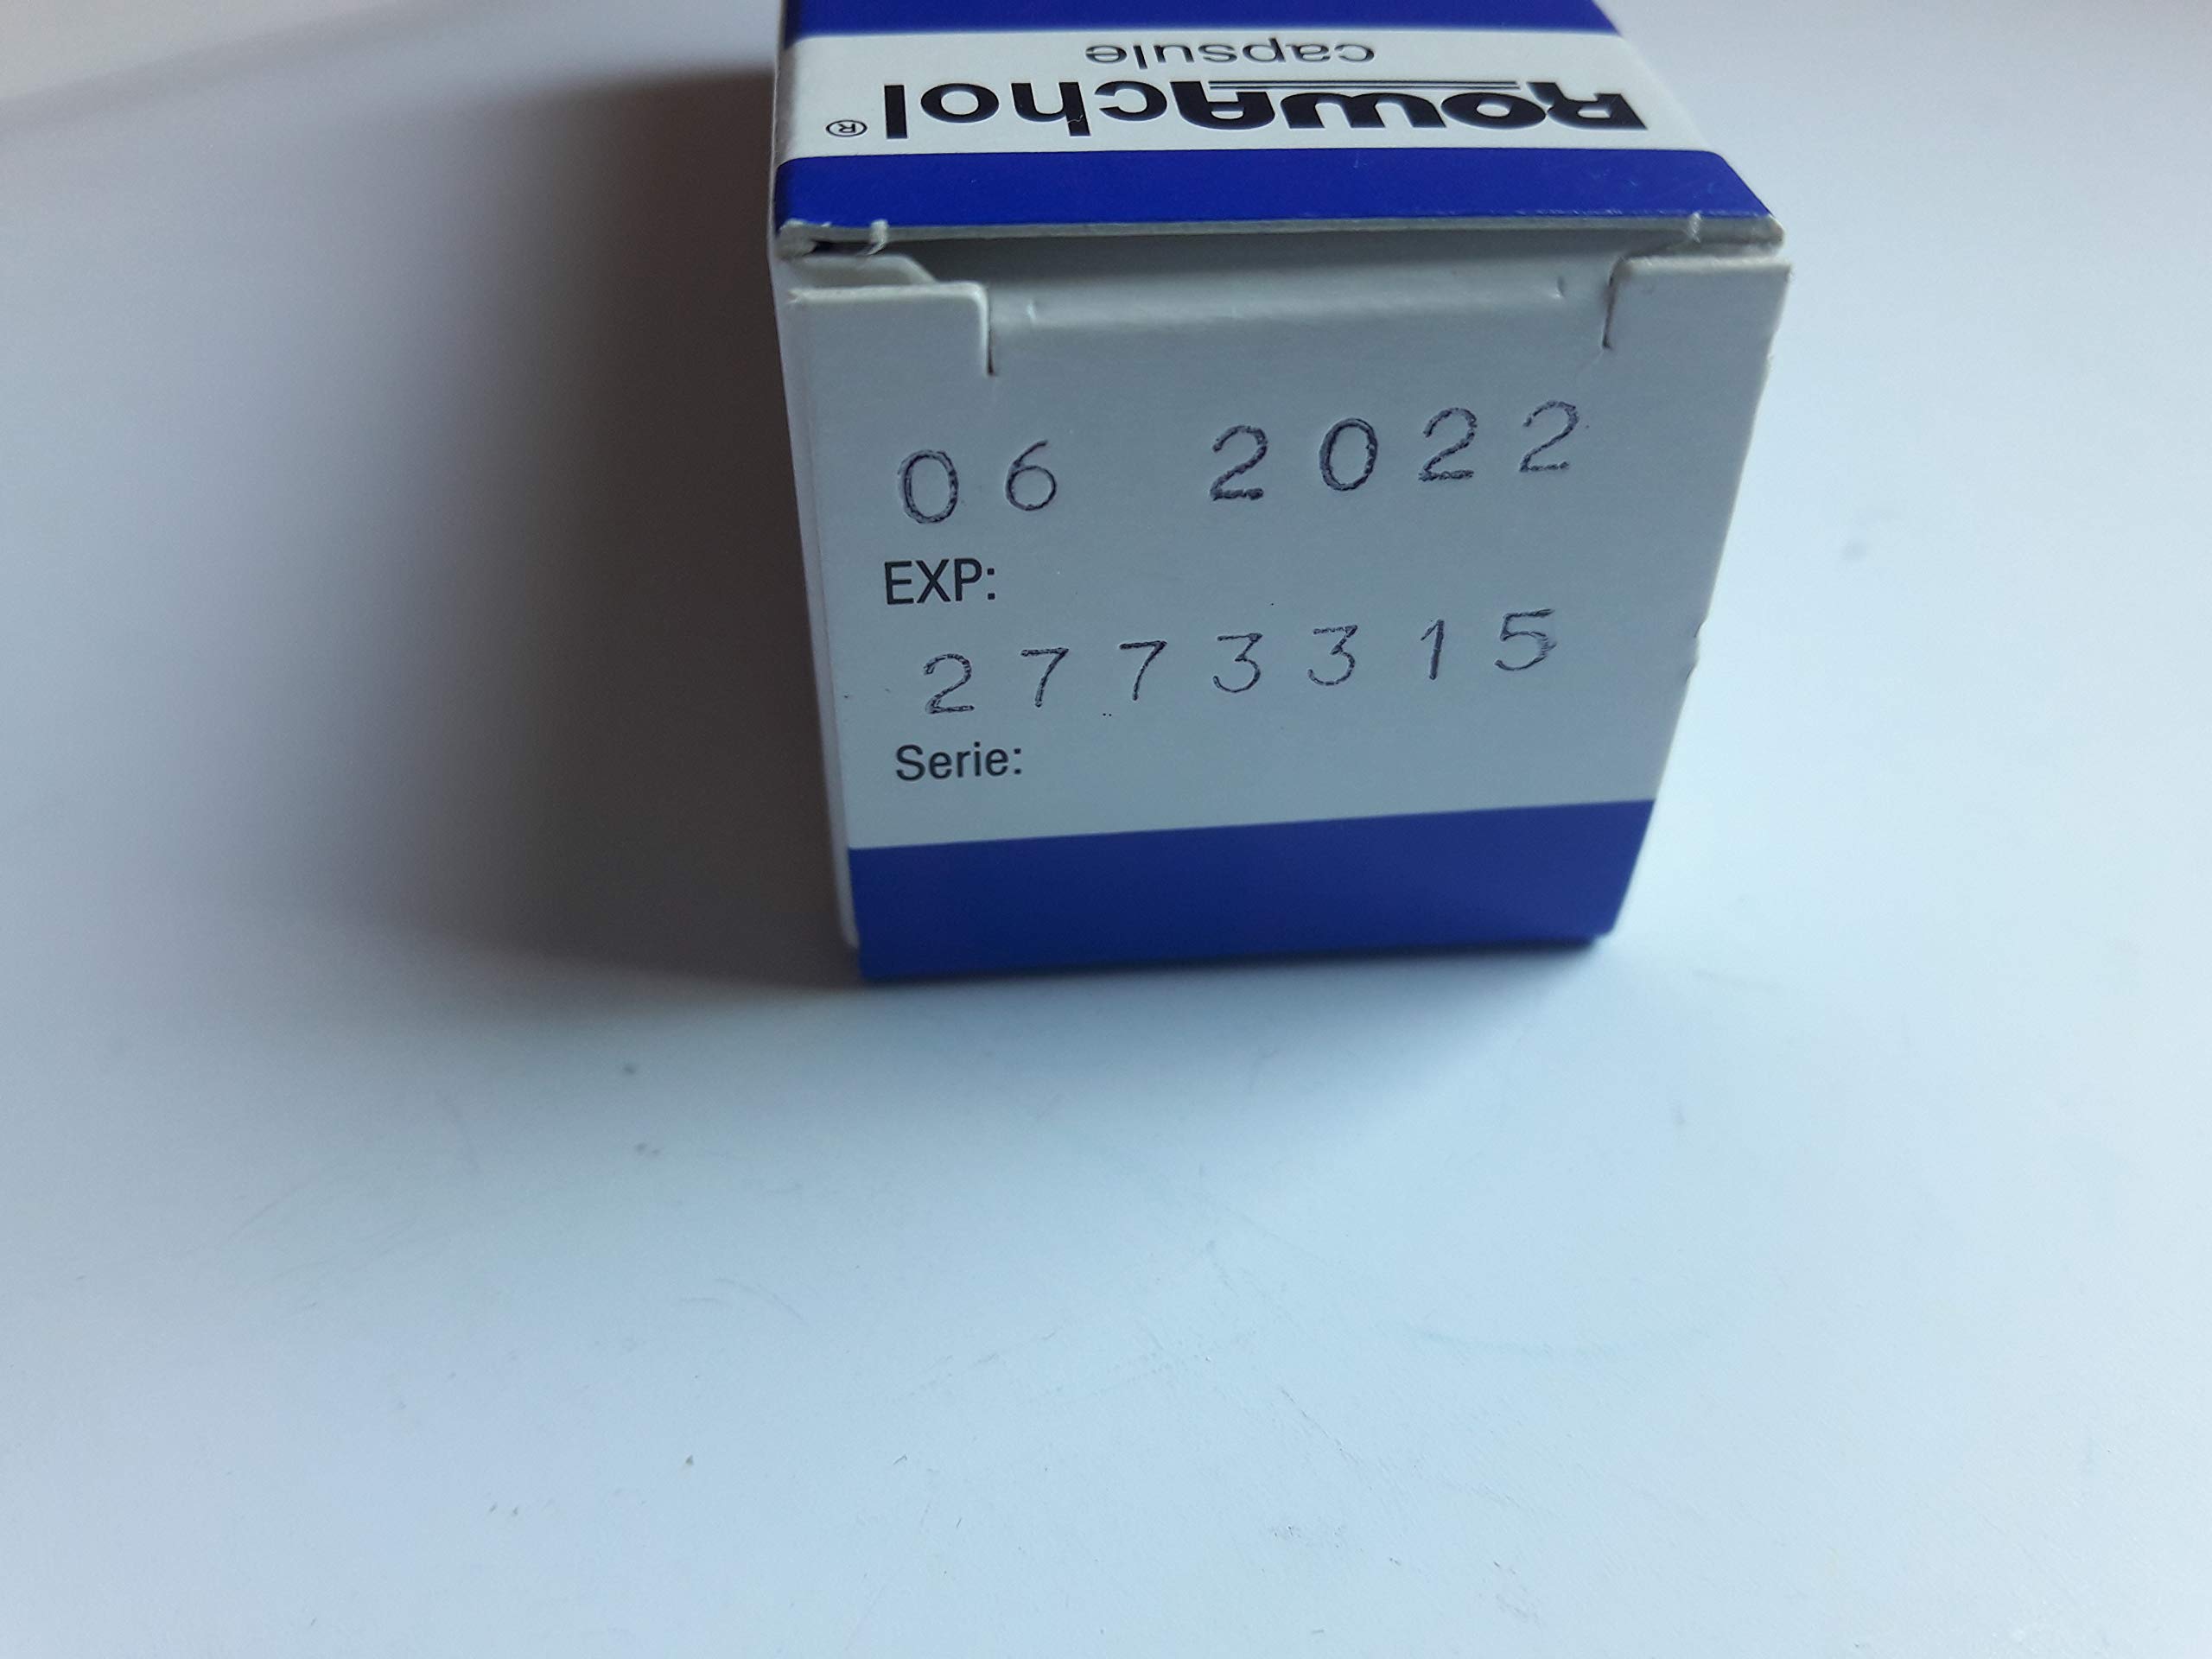 capsule
RowAchol®
06 2022
EXP:
2773315
Serie: